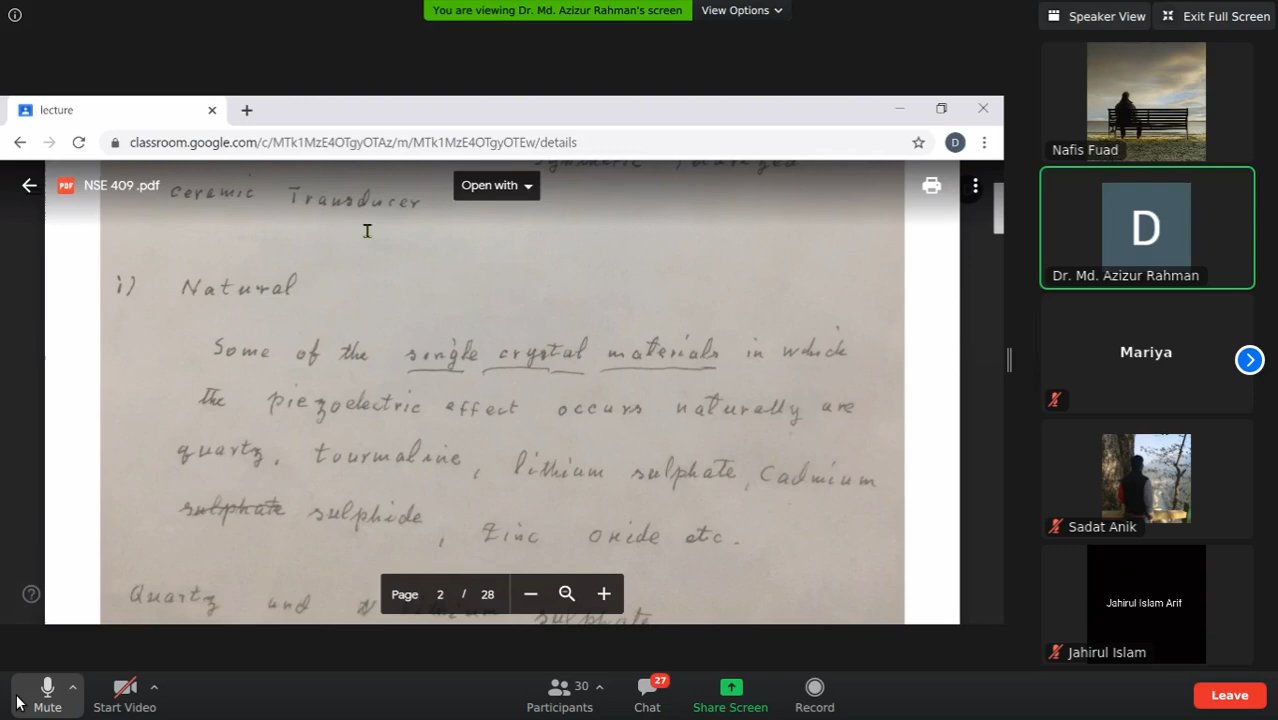 You are viewing Dr. Md. Azizur Rahman's screen
View Options
Speaker View
Exit Full Screen
lecture
classroom.google.com/c/MTk1MzE4OTgyOTAz/m/MTk1MzE4OTgyOTEw/details
D
NSE 409 .pdf
Open with
Ceramic Transducer
i) Natural
Some of the single crystal materials in which
the piezoelectric effect occurs naturally are
quartz, tourmaline, lithium sulphate, Cadmium
sulphate sulphide, Zinc oxide etc.
Quartz and sulphate
Page 2 / 28
Nafis Fuad
D
Dr. Md. Azizur Rahman
Mariya
Sadat Anik
Jahirul Islam Arif
Jahirul Islam
Mute
Start Video
30
Participants
27
Chat
Share Screen
Record
Leave